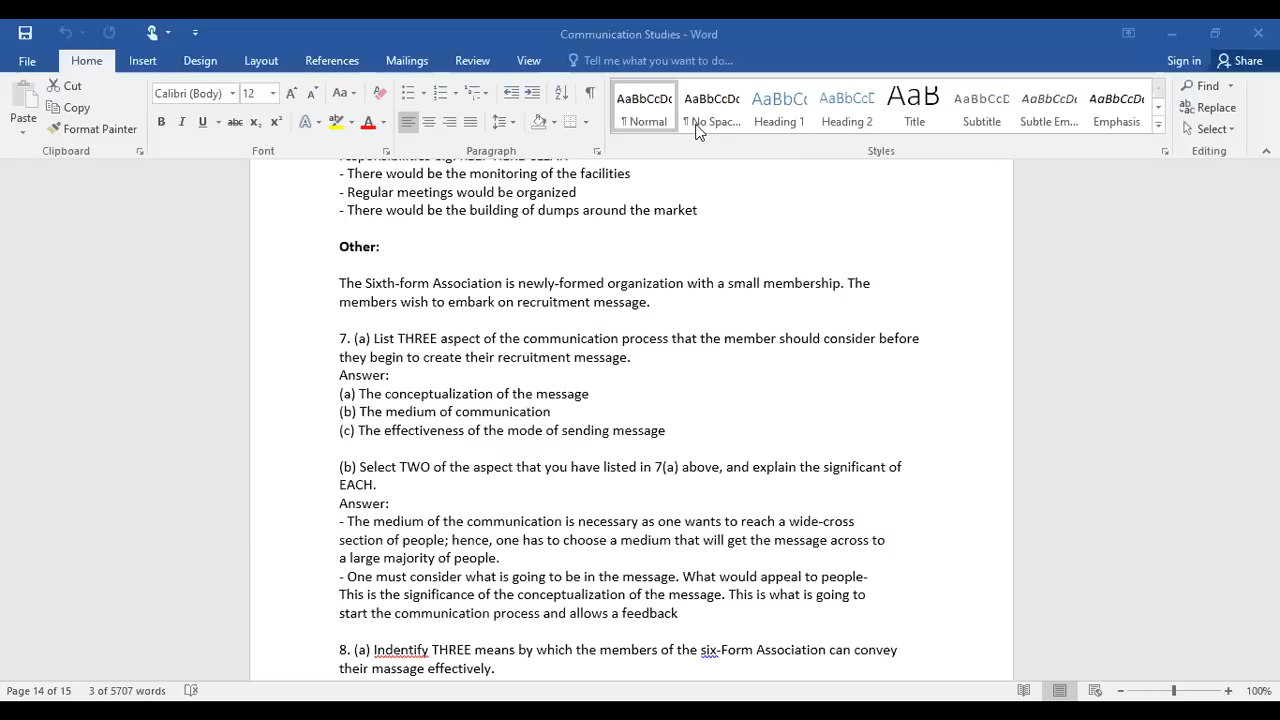 Communication Studies - Word
File Home Insert Design Layout References Mailings Review View Tell me what you want to do... Sign in Share
Paste Cut Copy Format Painter
Clipboard
Calibri (Body) 12 Aa
B I U abc X₂ X² A A
Font
Paragraph
AaBbCcDc AaBbCcDc AaBbCc AaBbCcD AaB AaBbCcD AaBbCcDc AaBbCcDc
¶ Normal ¶ No Spac... Heading 1 Heading 2 Title Subtitle Subtle Em... Emphasis
Styles
Find
Replace
Select
Editing
- There would be the monitoring of the facilities
- Regular meetings would be organized
- There would be the building of dumps around the market
Other:
The Sixth-form Association is newly-formed organization with a small membership. The
members wish to embark on recruitment message.
7. (a) List THREE aspect of the communication process that the member should consider before
they begin to create their recruitment message.
Answer:
(a) The conceptualization of the message
(b) The medium of communication
(c) The effectiveness of the mode of sending message
(b) Select TWO of the aspect that you have listed in 7(a) above, and explain the significant of
EACH.
Answer:
- The medium of the communication is necessary as one wants to reach a wide-cross
section of people; hence, one has to choose a medium that will get the message across to
a large majority of people.
- One must consider what is going to be in the message. What would appeal to people-
This is the significance of the conceptualization of the message. This is what is going to
start the communication process and allows a feedback
8. (a) Indentify THREE means by which the members of the six-Form Association can convey
their massage effectively.
Page 14 of 15 3 of 5707 words 100%